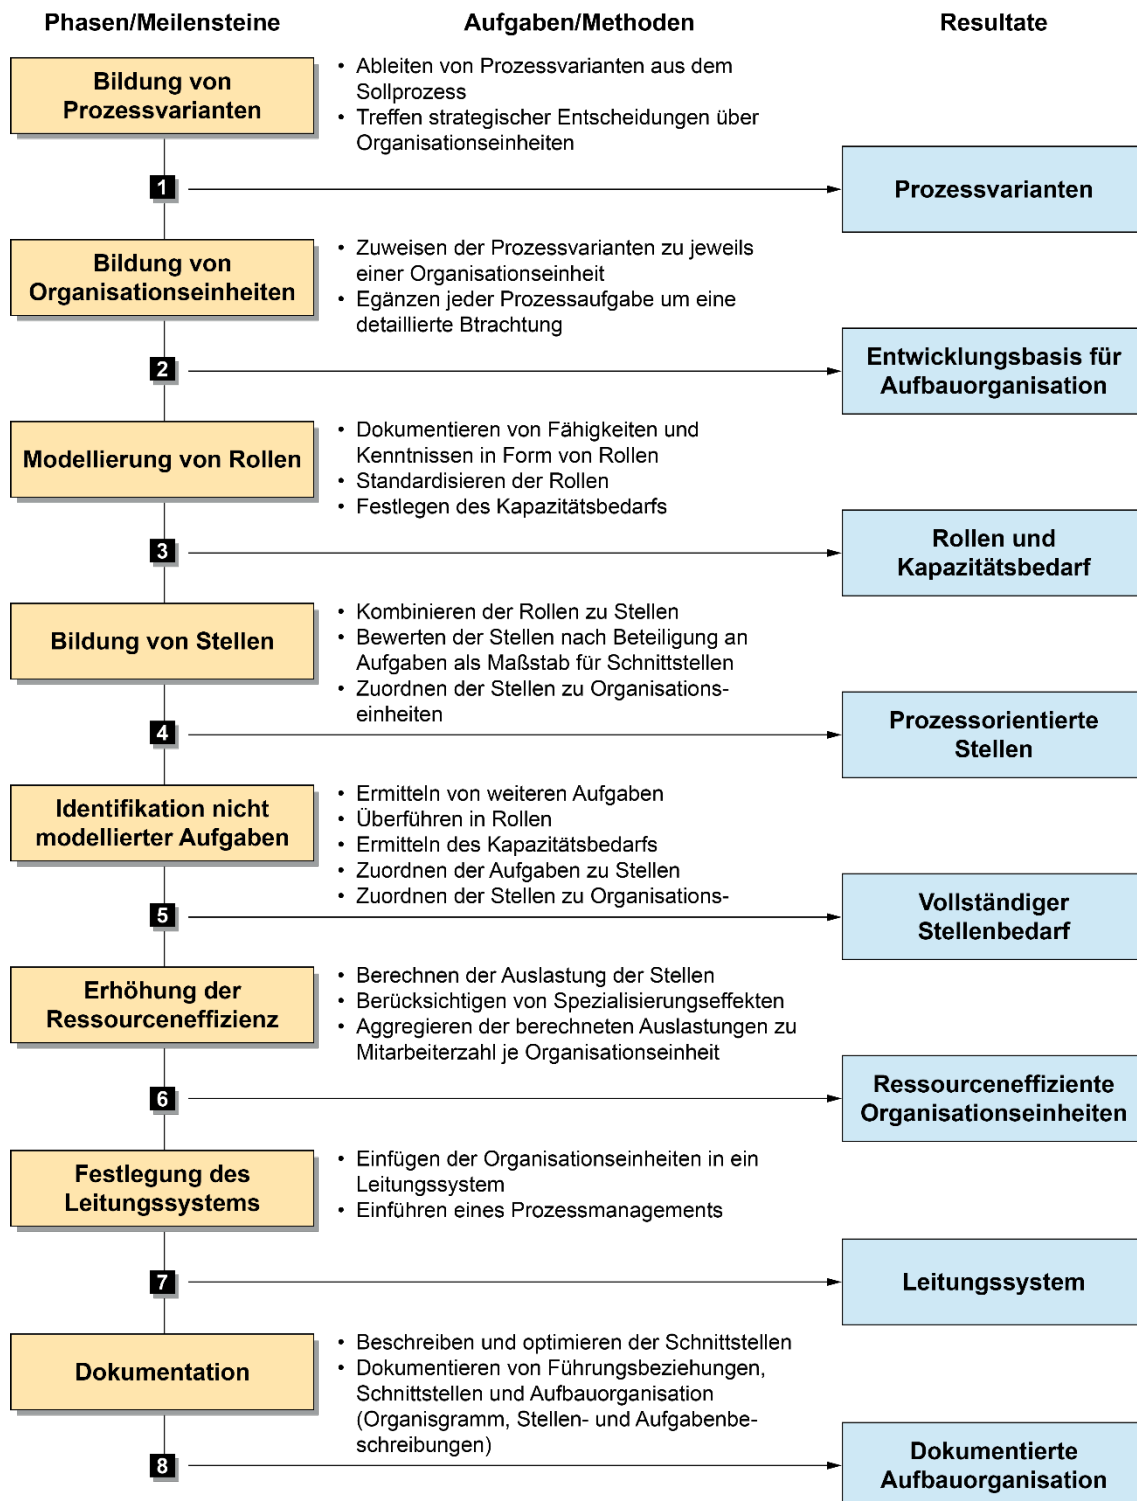 Phasen/Meilensteine
Aufgaben/Methoden
Resultate
Bildung von
Prozessvarianten
• Ableiten von Prozessvarianten aus dem
Sollprozess
• Treffen strategischer Entscheidungen über
Organisationseinheiten
1
Prozessvarianten
Bildung von
Organisationseinheiten
• Zuweisen der Prozessvarianten zu jeweils
einer Organisationseinheit
• Egänzen jeder Prozessaufgabe um eine
detaillierte Btrachtung
2
Entwicklungsbasis für
Aufbauorganisation
Modellierung von Rollen
• Dokumentieren von Fähigkeiten und
Kenntnissen in Form von Rollen
• Standardisieren der Rollen
• Festlegen des Kapazitätsbedarfs
3
Rollen und
Kapazitätsbedarf
Bildung von Stellen
• Kombinieren der Rollen zu Stellen
• Bewerten der Stellen nach Beteiligung an
Aufgaben als Maßstab für Schnittstellen
• Zuordnen der Stellen zu Organisations-
einheiten
4
Prozessorientierte
Stellen
Identifikation nicht
modellierter Aufgaben
• Ermitteln von weiteren Aufgaben
• Überführen in Rollen
• Ermitteln des Kapazitätsbedarfs
• Zuordnen der Aufgaben zu Stellen
• Zuordnen der Stellen zu Organisations-
5
Vollständiger
Stellenbedarf
Erhöhung der
Ressourceneffizienz
• Berechnen der Auslastung der Stellen
• Berücksichtigen von Spezialisierungseffekten
• Aggregieren der berechneten Auslastungen zu
Mitarbeiterzahl je Organisationseinheit
6
Ressourceneffiziente
Organisationseinheiten
Festlegung des
Leitungssystems
• Einfügen der Organisationseinheiten in ein
Leitungssystem
• Einführen eines Prozessmanagements
7
Leitungssystem
Dokumentation
• Beschreiben und optimieren der Schnittstellen
• Dokumentieren von Führungsbeziehungen,
Schnittstellen und Aufbauorganisation
(Organisgramm, Stellen- und Aufgabenbe-
schreibungen)
8
Dokumentierte
Aufbauorganisation